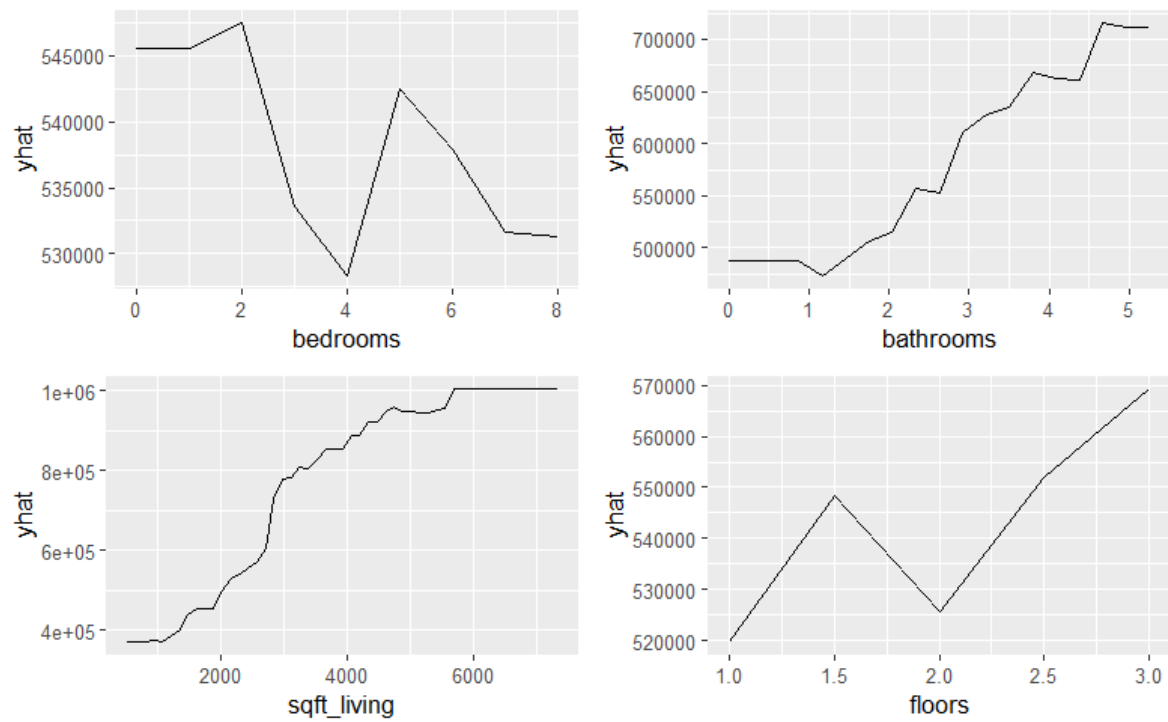 545000
540000
535000
530000
yhat
0 2 4 6 8
bedrooms
700000
650000
600000
550000
500000
yhat
0 1 2 3 4 5
bathrooms
1e+06
8e+05
6e+05
4e+05
yhat
2000 4000 6000
sqft_living
570000
560000
550000
540000
530000
520000
yhat
1.0 1.5 2.0 2.5 3.0
floors